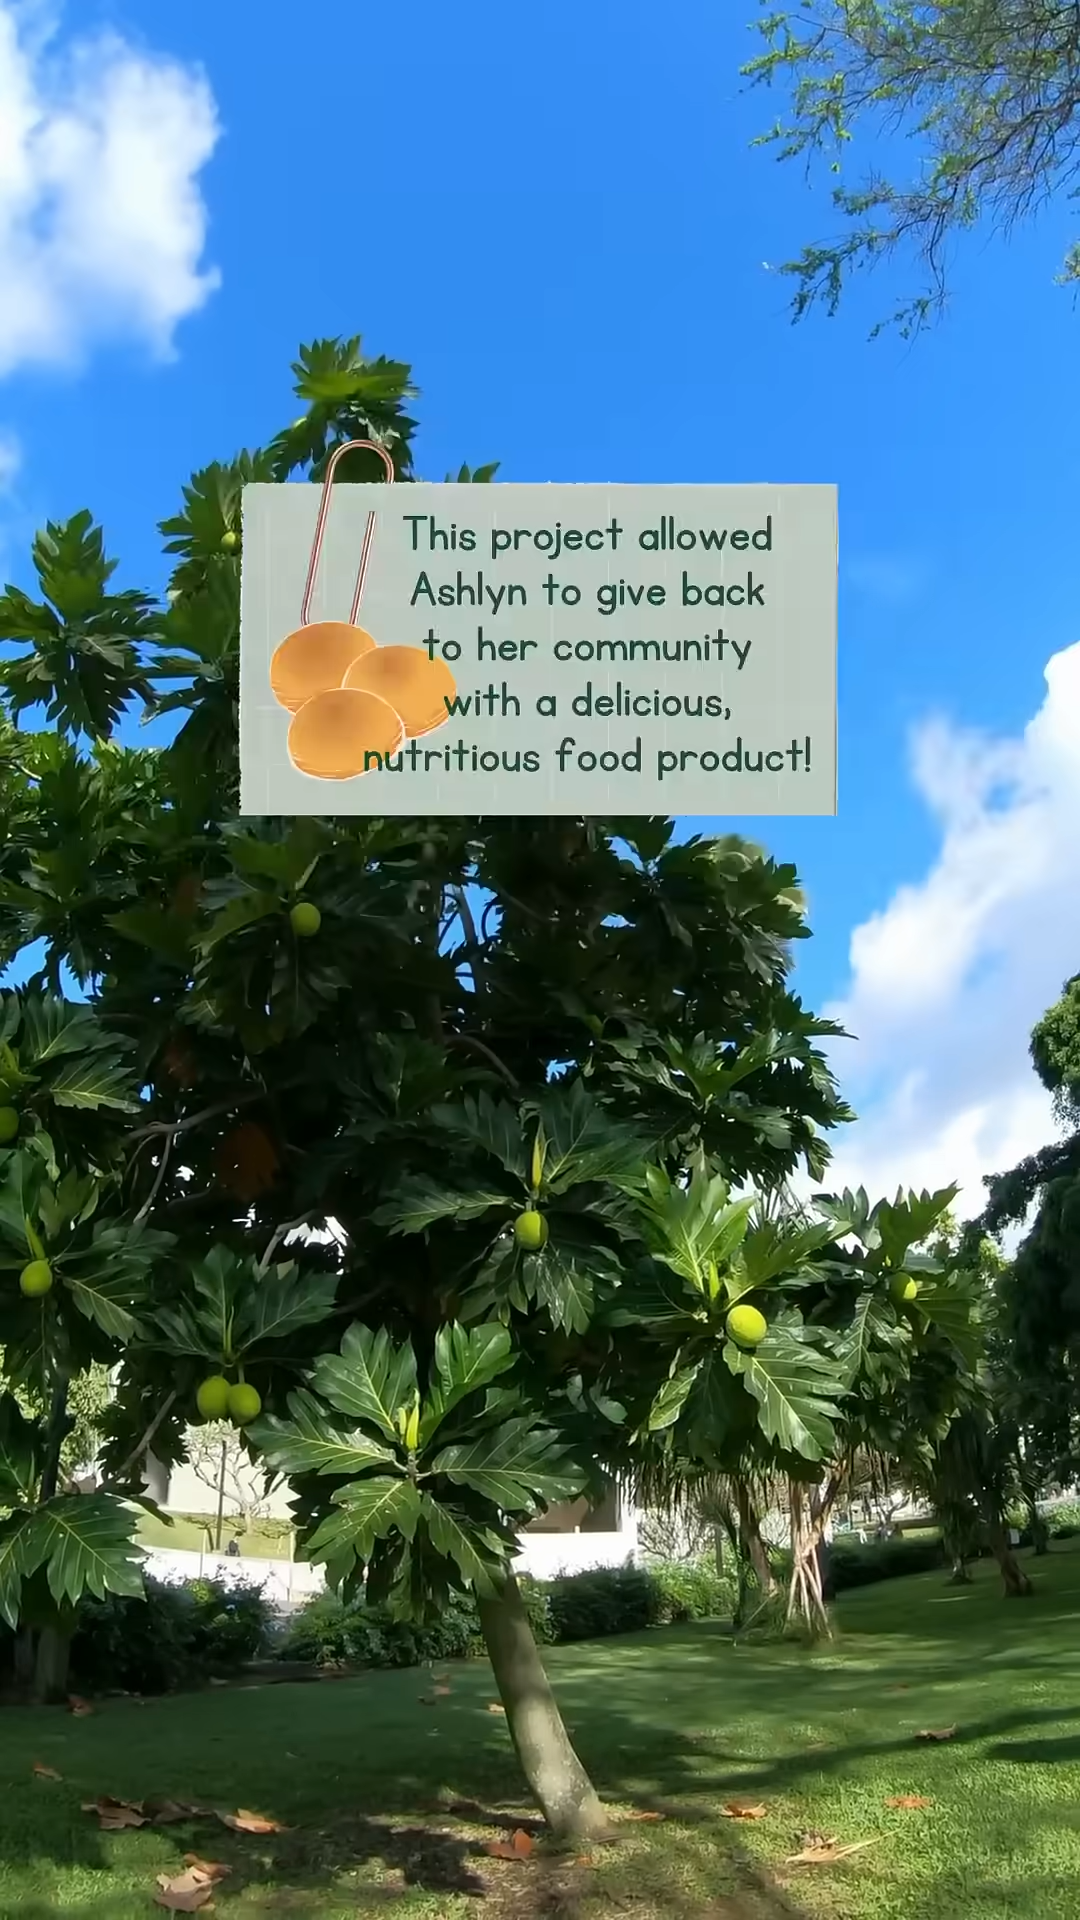 This project allowed
Ashlyn to give back
to her community
with a delicious,
nutritious food product!